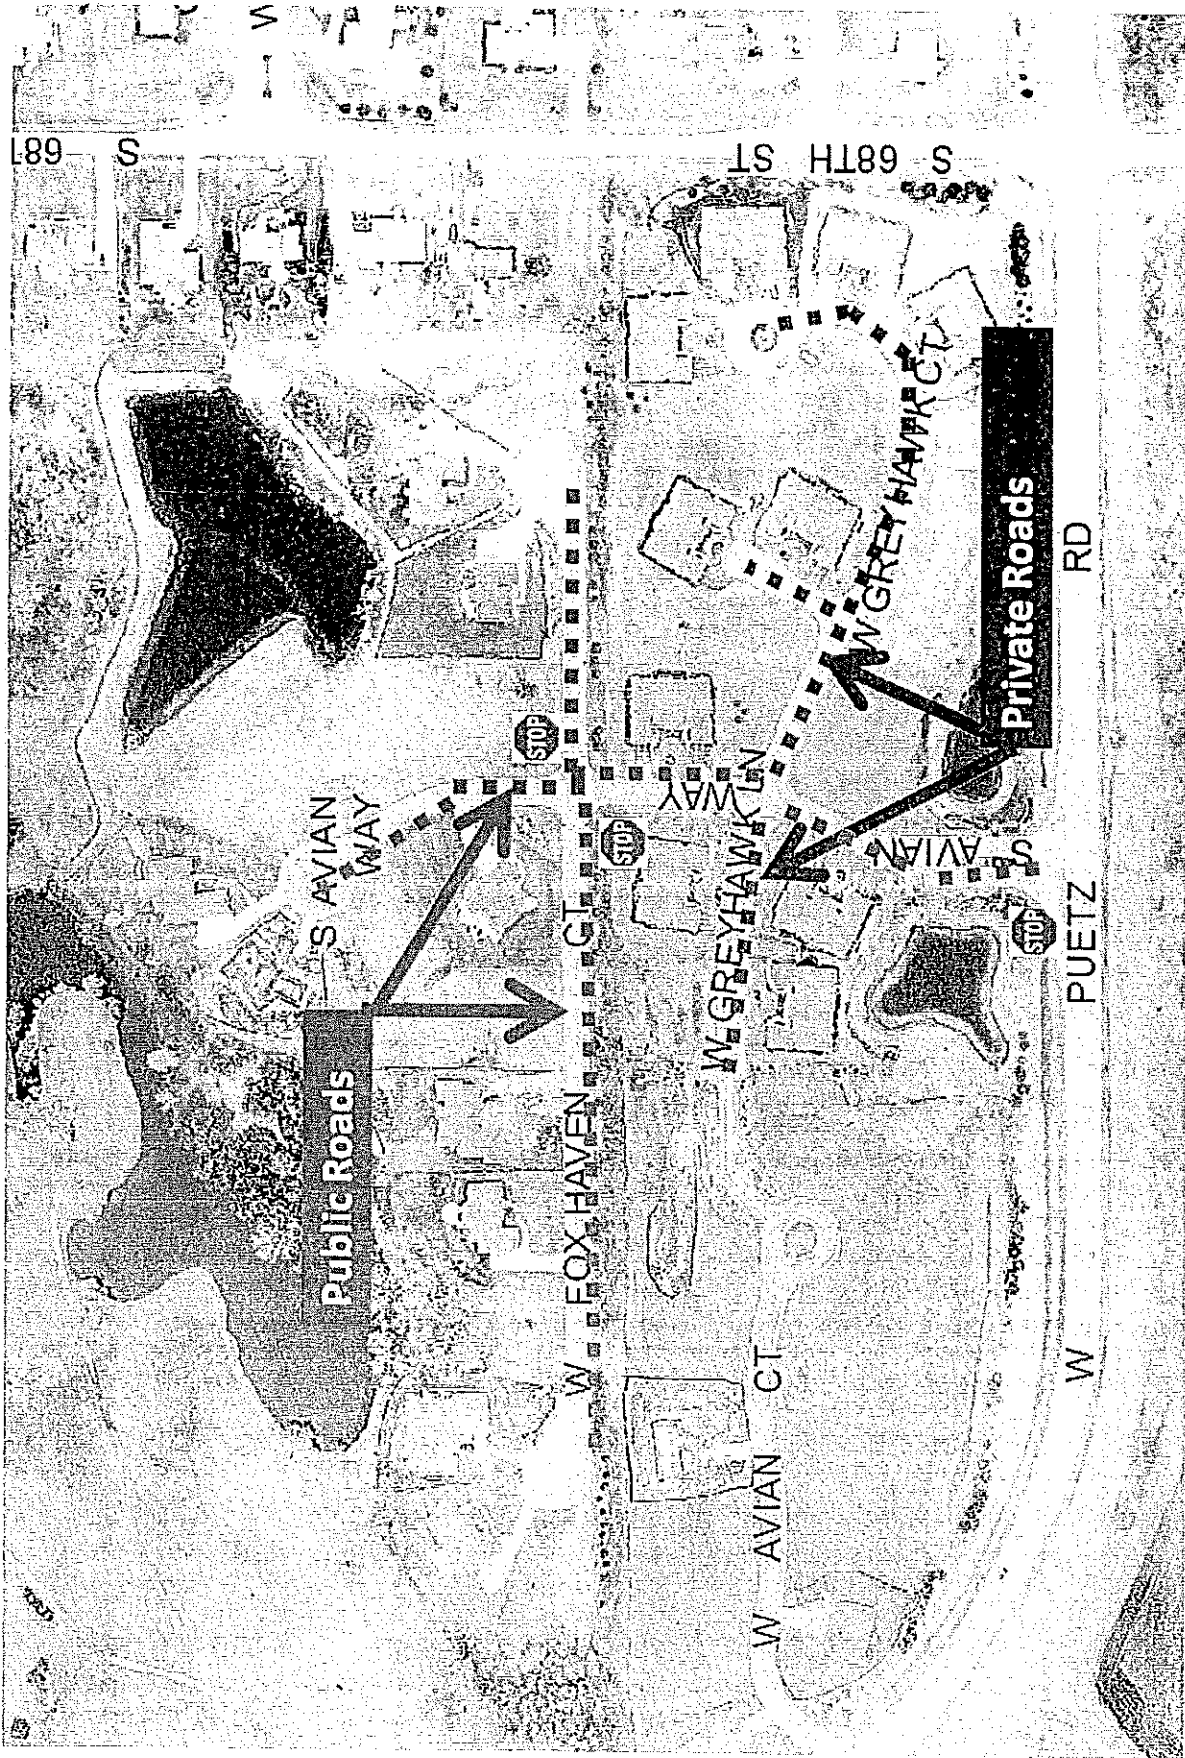 S 68T
S 68TH ST
S AVIAN
WAY
STOP
Public Roads
W FOX HAVEN CT
STOP
WAY
W GREYHAWK LN
W GREYHAWK CT
S AVIAN
Private Roads
STOP
W AVIAN CT
W PUETZ RD
W